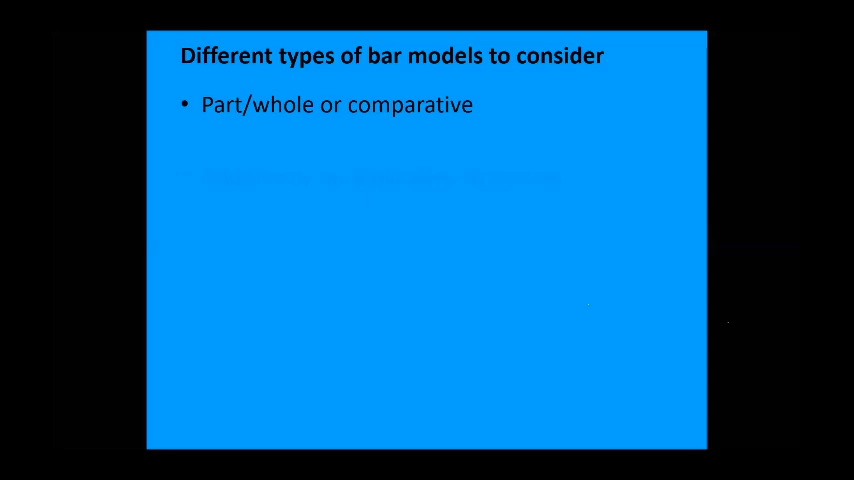 Different types of bar models to consider
• Part/whole or comparative